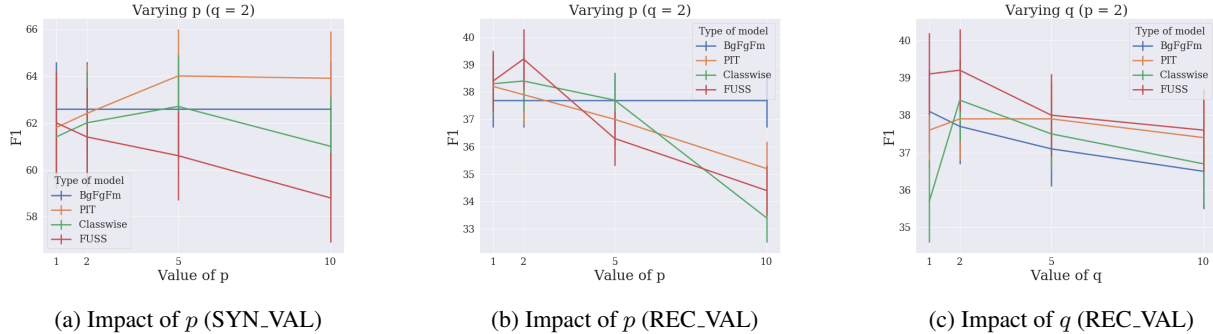 Varying p (q = 2)
F1
66
64
62
60
58
Type of model
BgFgFm
PIT
Classwise
FUSS
1
2
5
10
Value of p
(a) Impact of p (SYN_VAL)
Varying p (q = 2)
F1
40
39
38
37
36
35
34
33
Type of model
BgFgFm
PIT
Classwise
FUSS
1
2
5
10
Value of p
(b) Impact of p (REC_VAL)
Varying q (p = 2)
F1
40
39
38
37
36
35
Type of model
BgFgFm
PIT
Classwise
FUSS
1
2
5
10
Value of q
(c) Impact of q (REC_VAL)